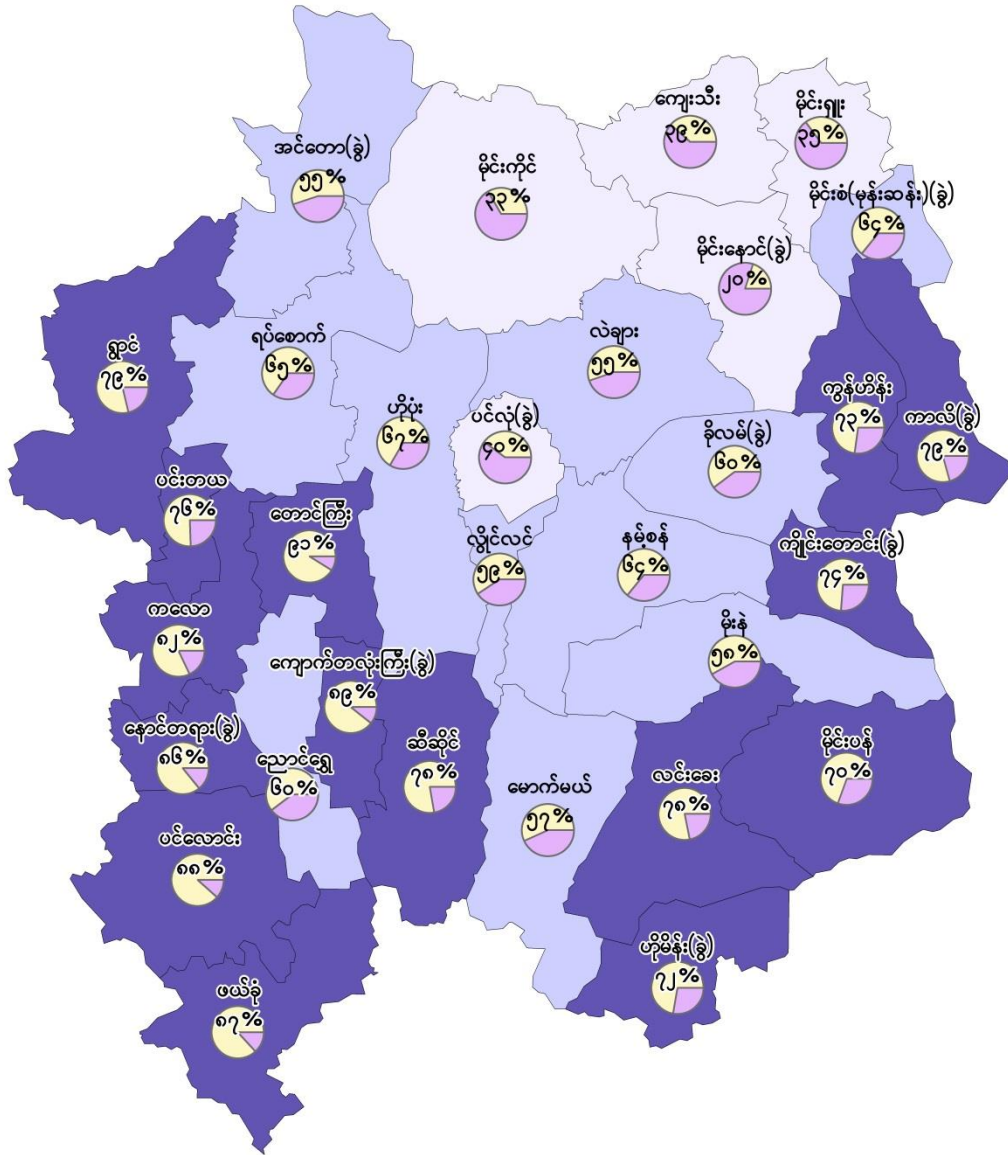 ကျေးသီး
၃၉%
မိုင်းရှူး
၃၅%
အင်တော(ခွဲ)
၅၅%
မိုင်းကိုင်
၃၃%
မိုင်းစံ(မုန်းဆန်း)(ခွဲ)
၆၄%
မိုင်းနောင်(ခွဲ)
၂၀%
ရွာငံ
၇၉%
ရပ်စောက်
၆၅%
လဲချား
၅၅%
ကွန်ဟိန်း
၇၃%
ကာလိ(ခွဲ)
၇၉%
ဟိုပုံး
၆၇%
ပင်လုံ(ခွဲ)
၄၀%
ခိုလမ်(ခွဲ)
၆၀%
ပင်းတယ
၇၆%
တောင်ကြီး
၉၁%
လွိုင်လင်
၅၉%
နမ့်စန်
၆၄%
ကျိုင်းတောင်း(ခွဲ)
၇၄%
ကလော
၈၂%
မိုးနဲ
၅၈%
ကျောက်တလုံးကြီး(ခွဲ)
၈၉%
နောင်တရား(ခွဲ)
၈၆%
ညောင်ရွှေ
၆၀%
ဆီဆိုင်
၇၈%
မောက်မယ်
၅၇%
လင်းခေး
၇၈%
မိုင်းပန်
၇၀%
ပင်လောင်း
၈၈%
ဟိုမိန်း(ခွဲ)
၇၂%
ဖယ်ခုံ
၈၇%